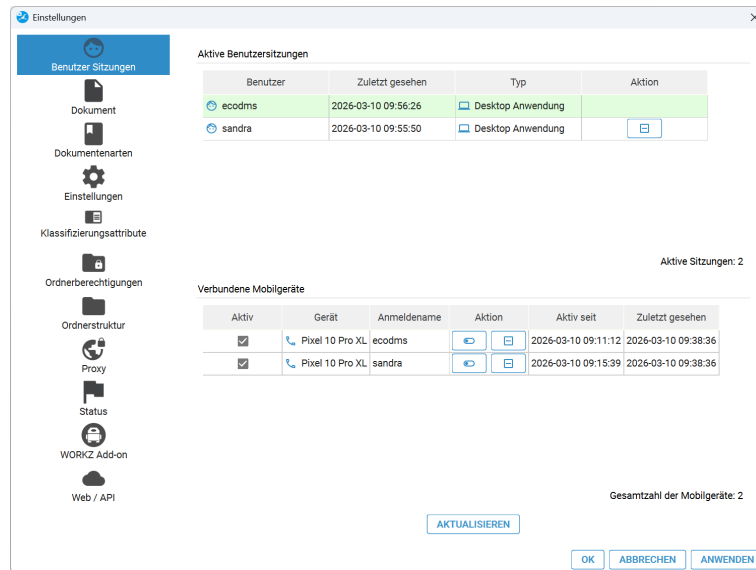 Einstellungen
Benutzer Sitzungen
Dokument
Dokumentenarten
Einstellungen
Klassifizierungsattribute
Ordnerberechtigungen
Ordnerstruktur
Proxy
Status
WORKZ Add-on
Web / API
Aktive Benutzersitzungen
Benutzer Zuletzt gesehen Typ Aktion
ecodms 2026-03-10 09:56:26 Desktop Anwendung
sandra 2026-03-10 09:55:50 Desktop Anwendung
Aktive Sitzungen: 2
Verbundene Mobilgeräte
Aktiv Gerät Anmeldename Aktion Aktiv seit Zuletzt gesehen
Pixel 10 Pro XL ecodms 2026-03-10 09:11:12 2026-03-10 09:38:36
Pixel 10 Pro XL sandra 2026-03-10 09:15:39 2026-03-10 09:38:36
Gesamtzahl der Mobilgeräte: 2
AKTUALISIEREN
OK ABBRECHEN ANWENDEN